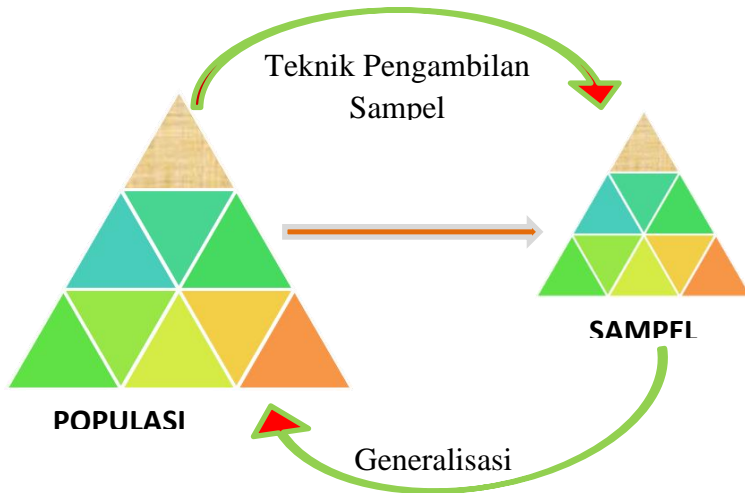 Teknik Pengambilan
Sampel
SAMPEL
POPULASI
Generalisasi